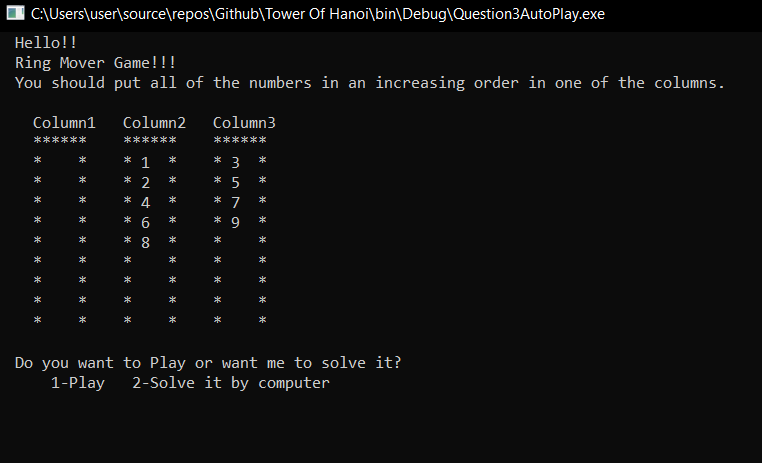 C:\Users\user\source\repos\Github\Tower Of Hanoi\bin\Debug\Question3AutoPlay.exe
Hello!!
Ring Mover Game!!!
You should put all of the numbers in an increasing order in one of the columns.
Column1   Column2   Column3
******   ******   ******
*    *    * 1  *    * 3  *
*    *    * 2  *    * 5  *
*    *    * 4  *    * 7  *
*    *    * 6  *    * 9  *
*    *    * 8  *    *    *
*    *    *    *    *    *
*    *    *    *    *    *
*    *    *    *    *    *
*    *    *    *    *    *
Do you want to Play or want me to solve it?
1-Play   2-Solve it by computer